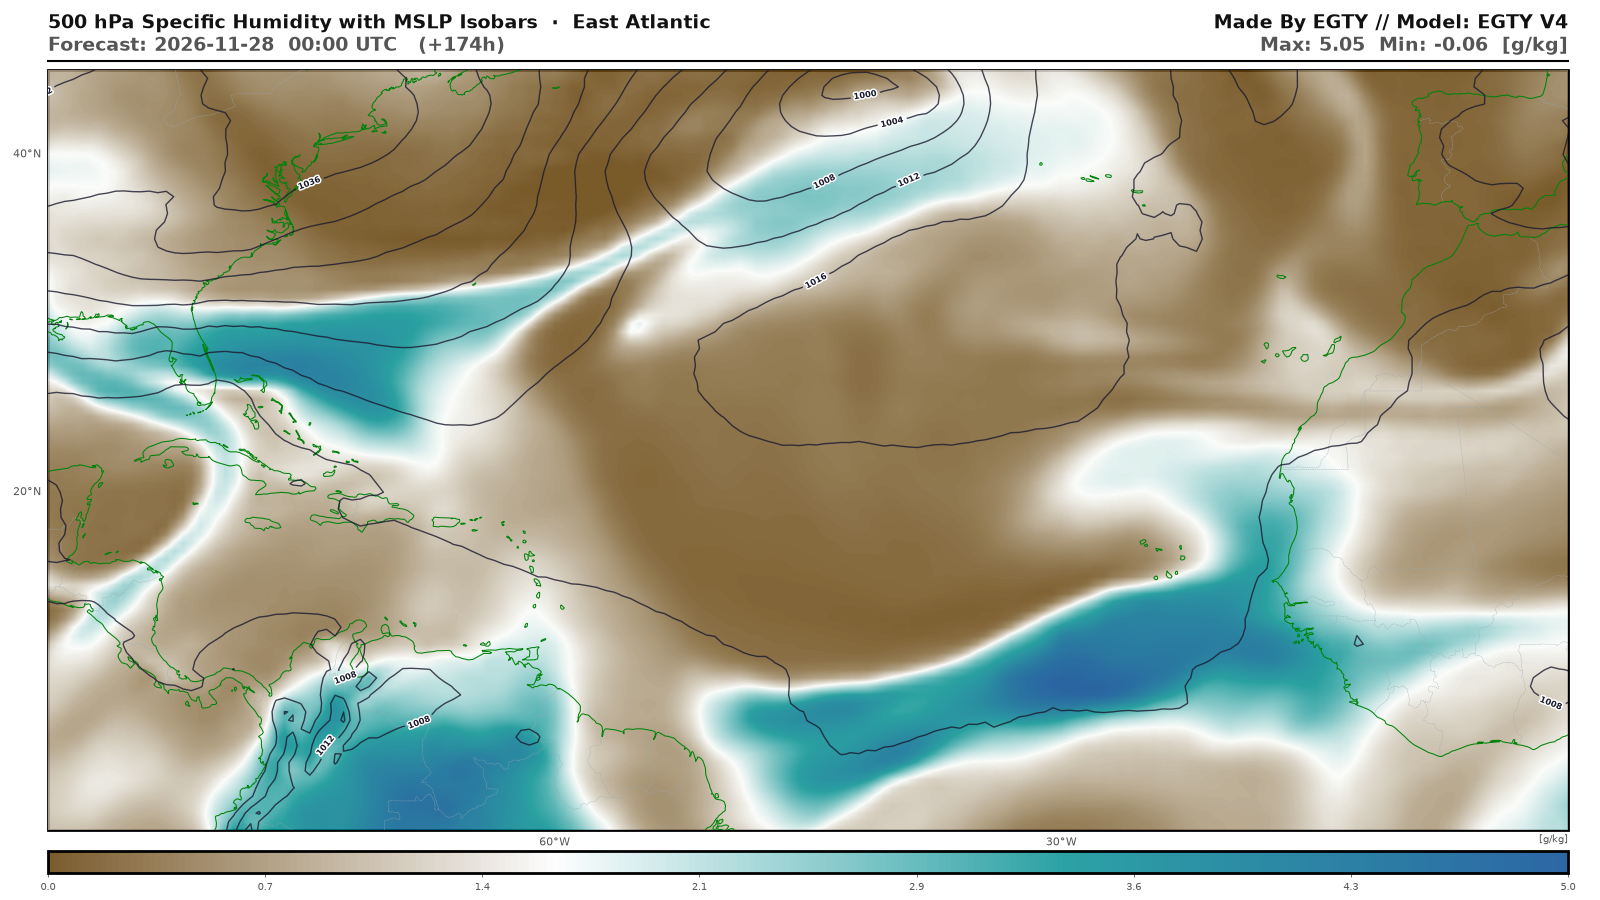 500 hPa Specific Humidity with MSLP Isobars · East Atlantic
Made By EGTY // Model: EGTY V4
Forecast: 2026-11-28 00:00 UTC (+174h)
Max: 5.05 Min: -0.06 [g/kg]
1000
1004
40°N
1036
1008
1012
1016
20°N
1008
1008
1008
1012
60°W
30°W
[g/kg]
0.0 0.7 1.4 2.1 2.9 3.6 4.3 5.0